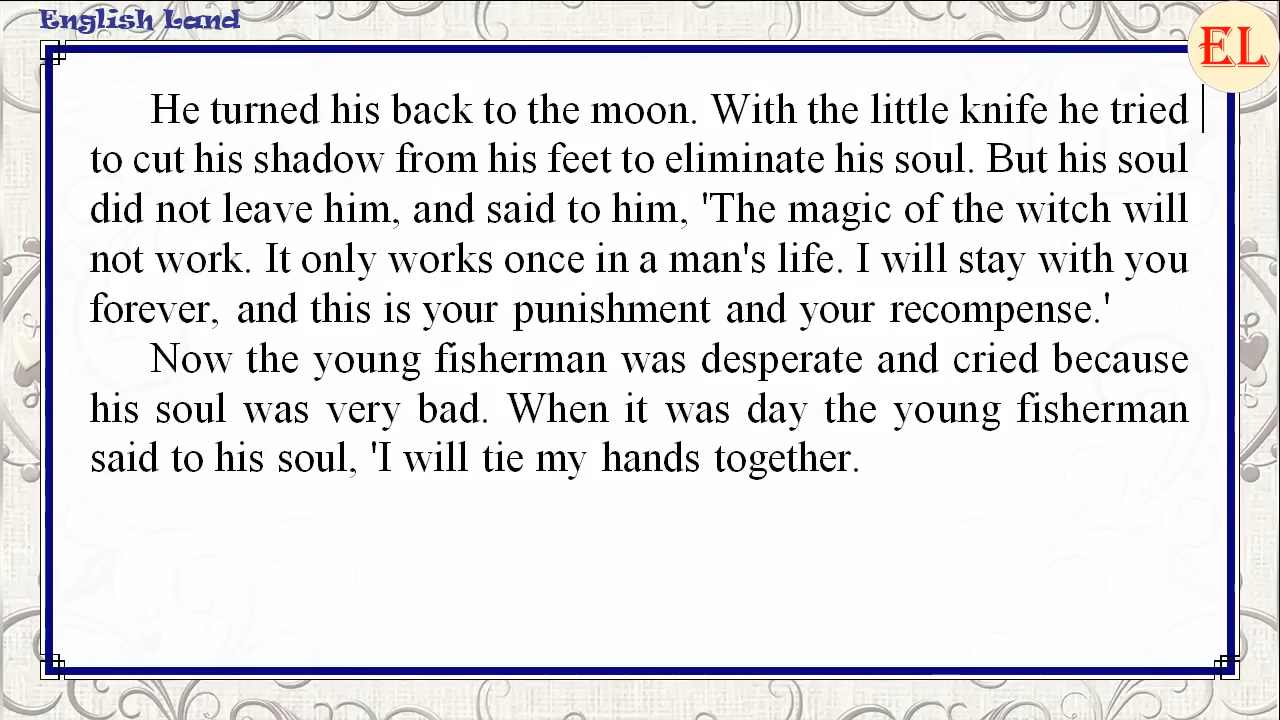 English Land
EL
He turned his back to the moon. With the little knife he tried
to cut his shadow from his feet to eliminate his soul. But his soul
did not leave him, and said to him, 'The magic of the witch will
not work. It only works once in a man's life. I will stay with you
forever, and this is your punishment and your recompense.'
Now the young fisherman was desperate and cried because
his soul was very bad. When it was day the young fisherman
said to his soul, 'I will tie my hands together.